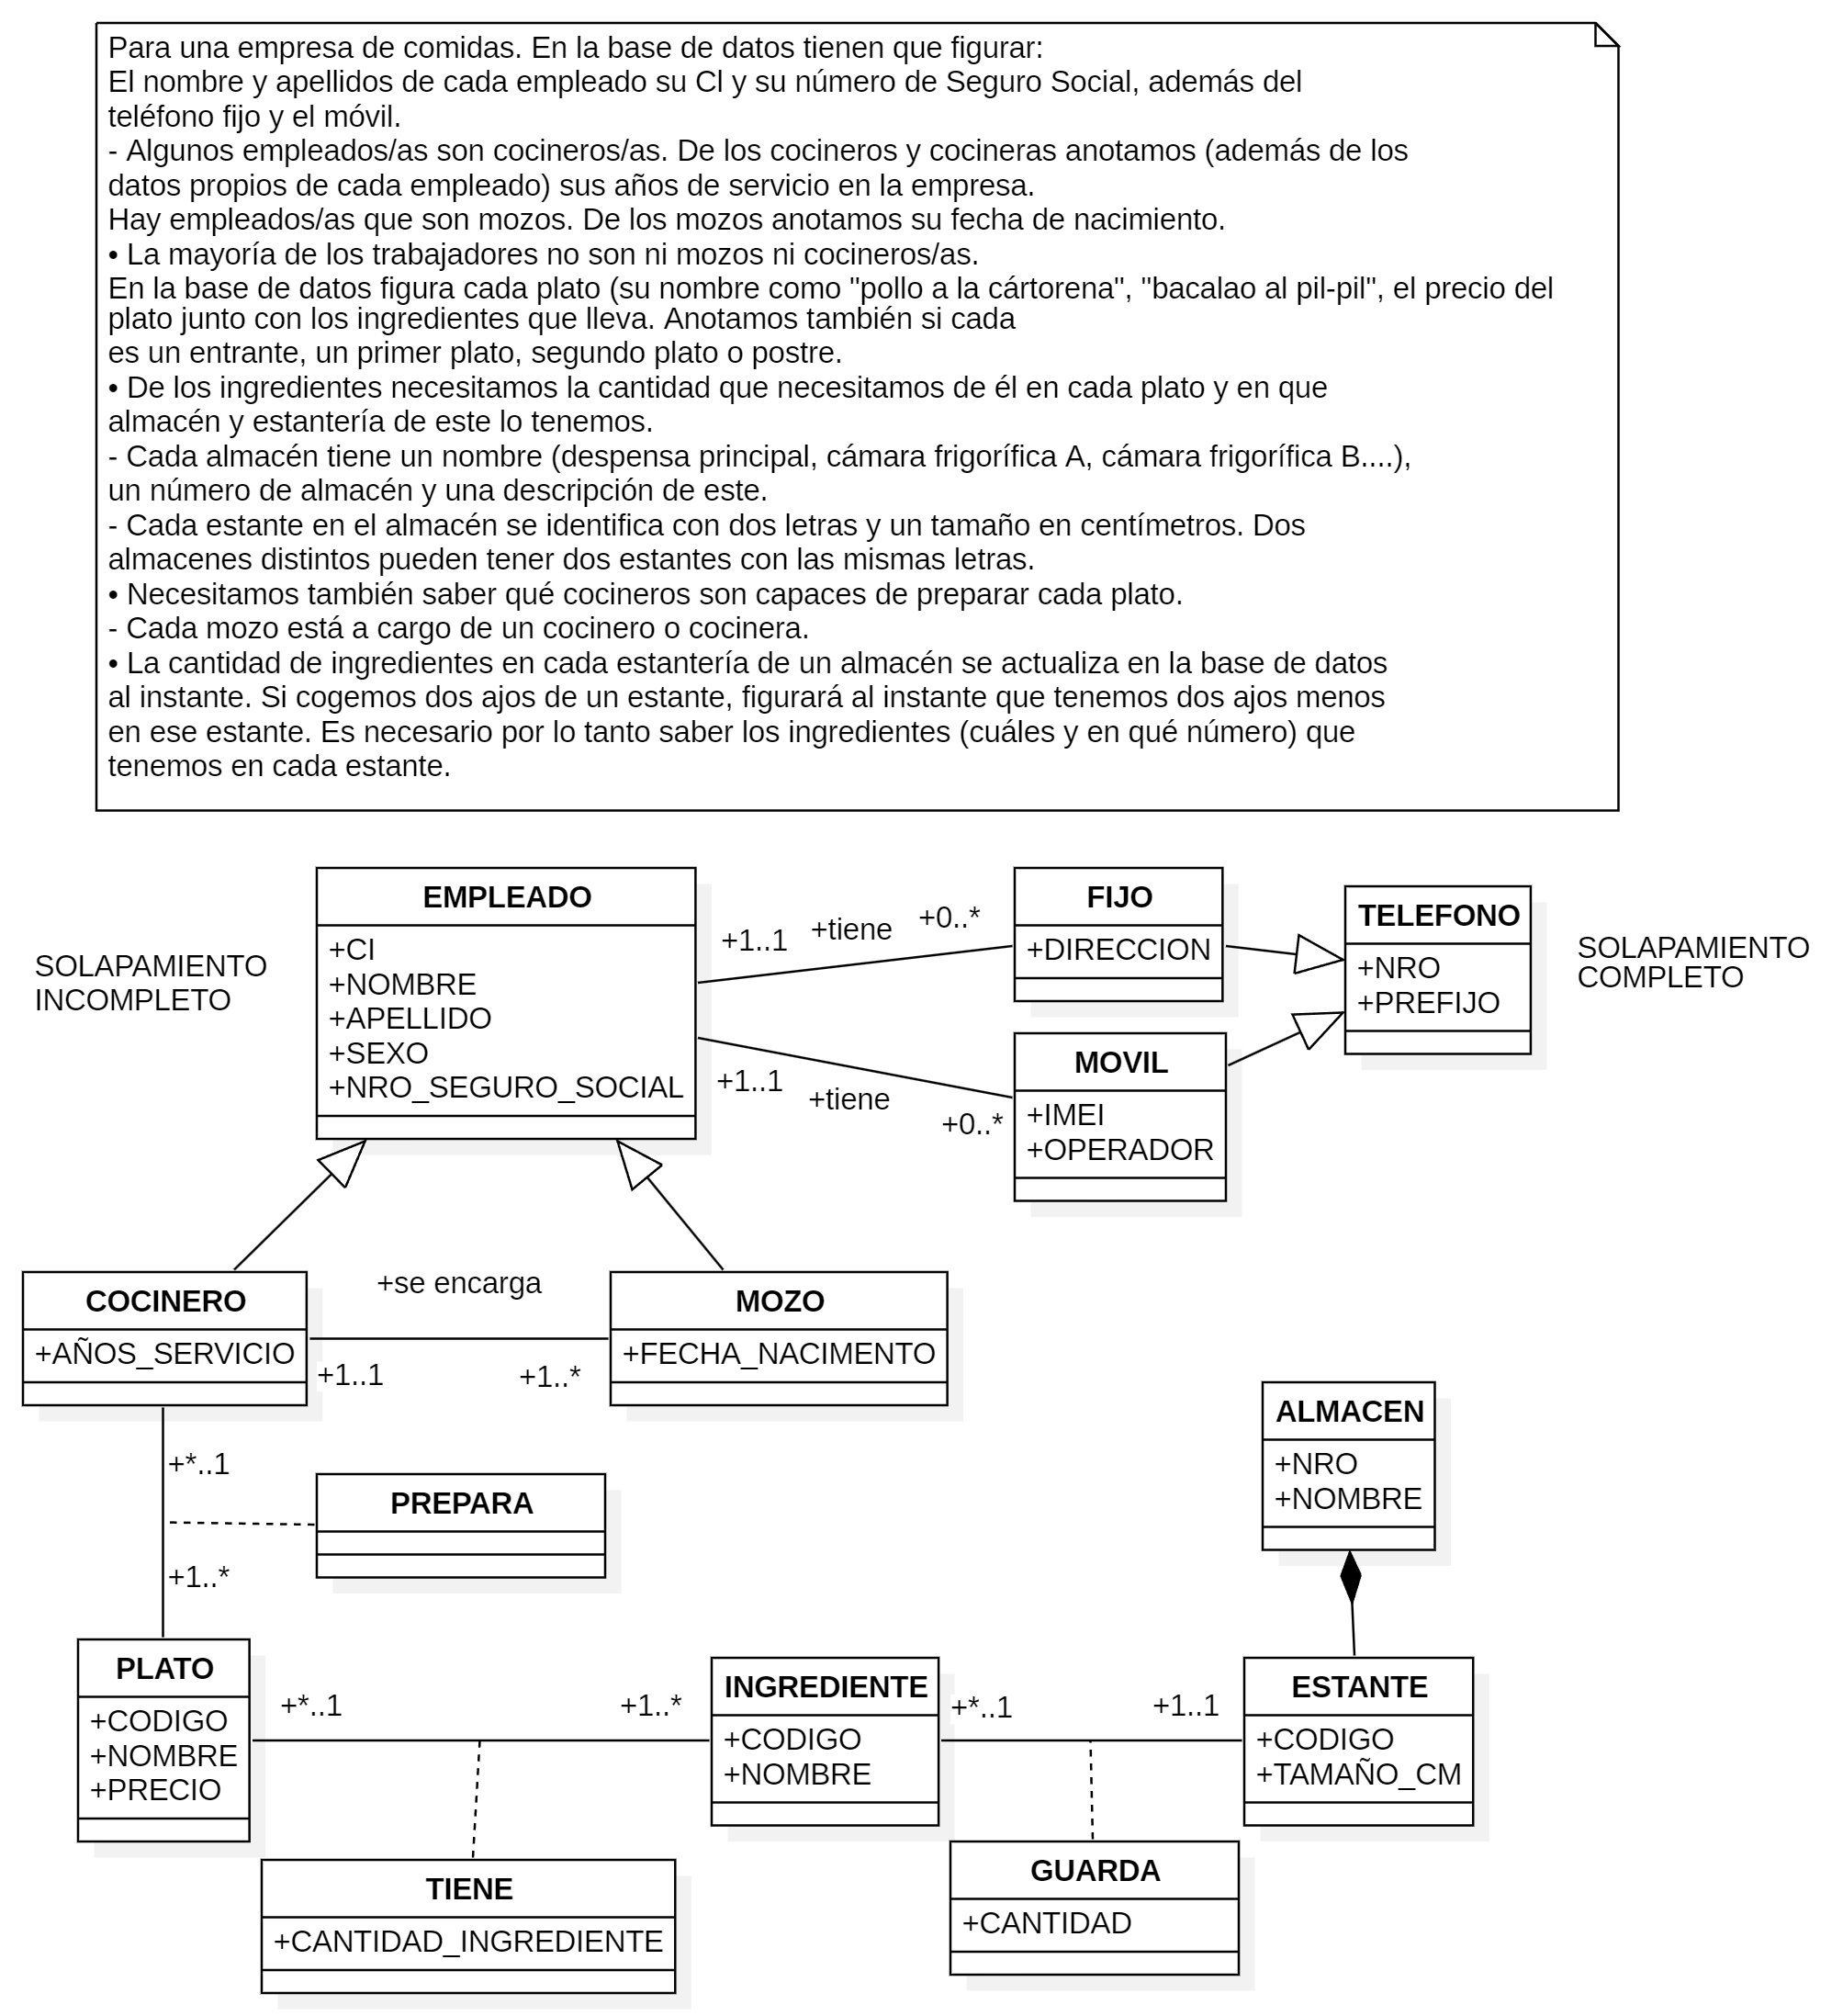 Para una empresa de comidas. En la base de datos tienen que figurar:
El nombre y apellidos de cada empleado su Cl y su número de Seguro Social, además del
teléfono fijo y el móvil.
- Algunos empleados/as son cocineros/as. De los cocineros y cocineras anotamos (además de los
datos propios de cada empleado) sus años de servicio en la empresa.
Hay empleados/as que son mozos. De los mozos anotamos su fecha de nacimiento.
• La mayoría de los trabajadores no son ni mozos ni cocineros/as.
En la base de datos figura cada plato (su nombre como "pollo a la cártorena", "bacalao al pil-pil", el precio del
plato junto con los ingredientes que lleva. Anotamos también si cada
es un entrante, un primer plato, segundo plato o postre.
• De los ingredientes necesitamos la cantidad que necesitamos de él en cada plato y en que
almacén y estantería de este lo tenemos.
- Cada almacén tiene un nombre (despensa principal, cámara frigorífica A, cámara frigorífica B....),
un número de almacén y una descripción de este.
- Cada estante en el almacén se identifica con dos letras y un tamaño en centímetros. Dos
almacenes distintos pueden tener dos estantes con las mismas letras.
• Necesitamos también saber qué cocineros son capaces de preparar cada plato.
- Cada mozo está a cargo de un cocinero o cocinera.
• La cantidad de ingredientes en cada estantería de un almacén se actualiza en la base de datos
al instante. Si cogemos dos ajos de un estante, figurará al instante que tenemos dos ajos menos
en ese estante. Es necesario por lo tanto saber los ingredientes (cuáles y en qué número) que
tenemos en cada estante.
SOLAPAMIENTO
INCOMPLETO
EMPLEADO
+CI
+NOMBRE
+APELLIDO
+SEXO
+NRO_SEGURO_SOCIAL
+1..1
+tiene
+0..*
+1..1
+tiene
+0..*
FIJO
+DIRECCION
MOVIL
+IMEI
+OPERADOR
TELEFONO
+NRO
+PREFIJO
SOLAPAMIENTO
COMPLETO
COCINERO
+AÑOS_SERVICIO
+se encarga
+1..1
+1..*
MOZO
+FECHA_NACIMENTO
+*..1
+1..*
PREPARA
ALMACEN
+NRO
+NOMBRE
PLATO
+CODIGO
+NOMBRE
+PRECIO
+*..1
+1..*
INGREDIENTE
+CODIGO
+NOMBRE
+*..1
+1..1
ESTANTE
+CODIGO
+TAMAÑO_CM
TIENE
+CANTIDAD_INGREDIENTE
GUARDA
+CANTIDAD